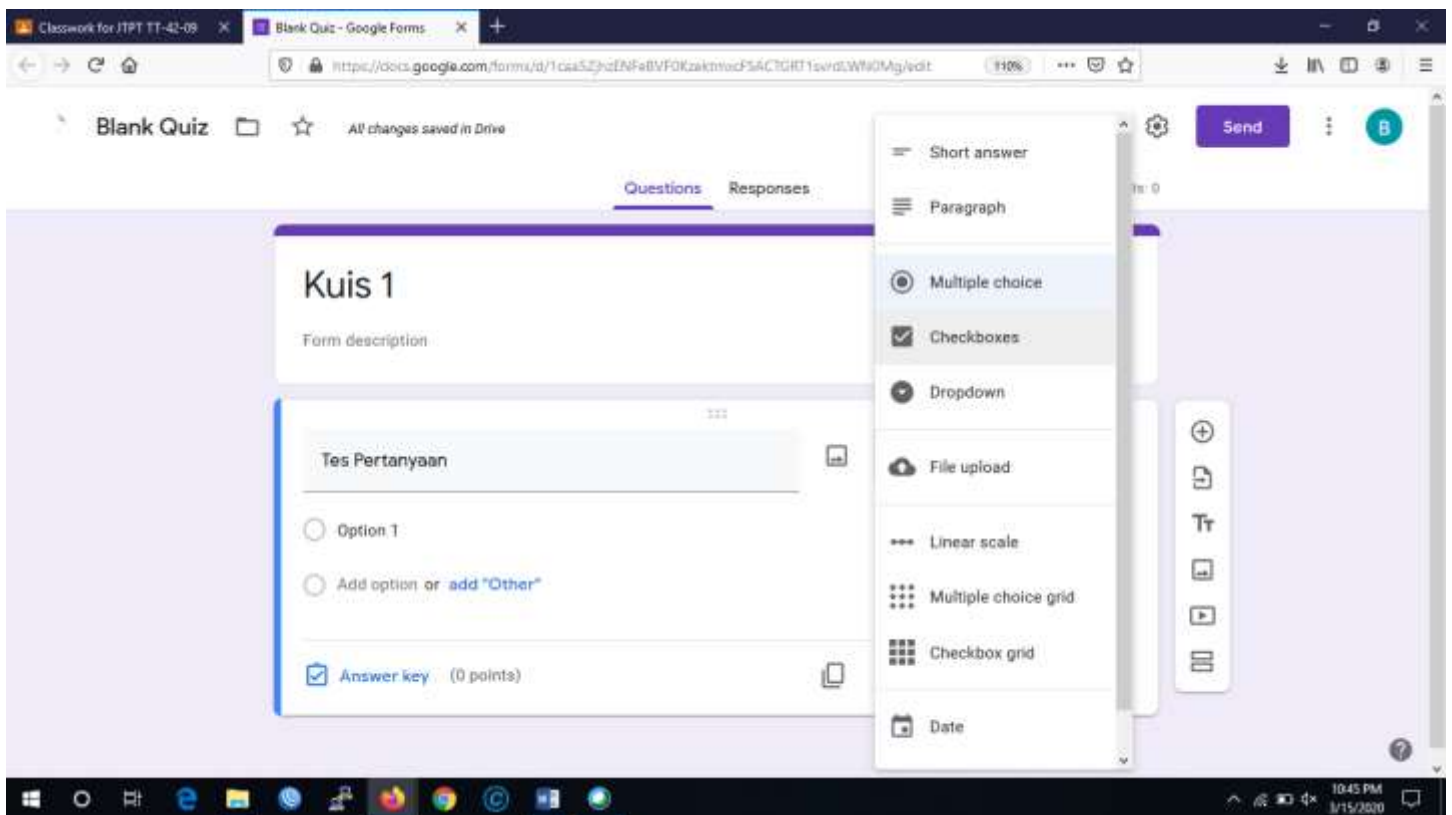 Classwork for JTPT TT-42-09
Blank Quiz - Google Forms
110%
Blank Quiz
All changes saved in Drive
Send
B
Questions
Responses
ts: 0
Kuis 1
Form description
Tes Pertanyaan
Option 1
Add option or add "Other"
Answer key (0 points)
Short answer
Paragraph
Multiple choice
Checkboxes
Dropdown
File upload
Linear scale
Multiple choice grid
Checkbox grid
Date
Tт
10:45 PM
3/15/2020